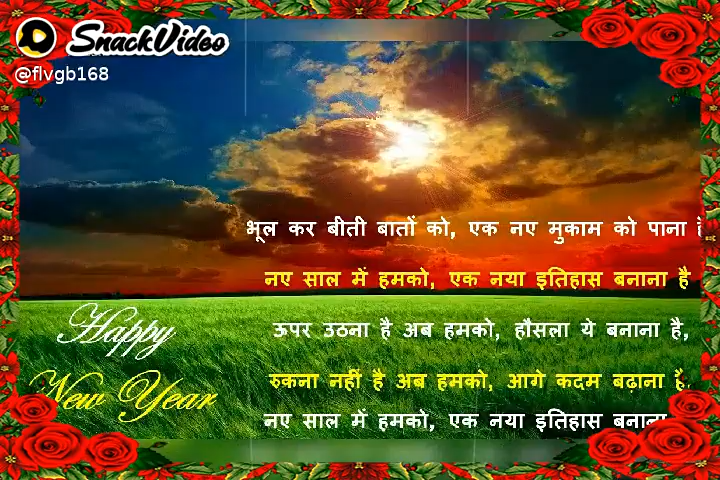 SnackVideo
@flvgb168
भूल कर बीती बातों को, एक नए मुकाम को पाना
नए साल में हमको, एक नया इतिहास बनाना है
ऊपर उठना है अब हमको, हौसला ये बनाना है,
रुकना नहीं है अब हमको, आगे कदम बढ़ाना है,
नए साल में हमको, एक नया इतिहास बनाना
Happy
New Year